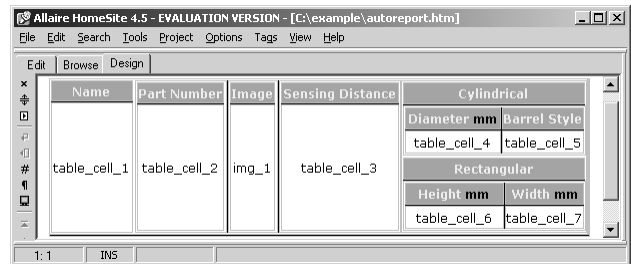 Allaire HomeSite 4.5 - EVALUATION VERSION - [C:\example\autoreport.htm]
File Edit Search Tools Project Options Tags View Help
Edit Browse Design
Name Part Number Image Sensing Distance Cylindrical
Diameter mm Barrel Style
table_cell_4 table_cell_5
table_cell_1 table_cell_2 img_1 table_cell_3 Rectangular
Height mm Width mm
table_cell_6 table_cell_7
1: 1 INS